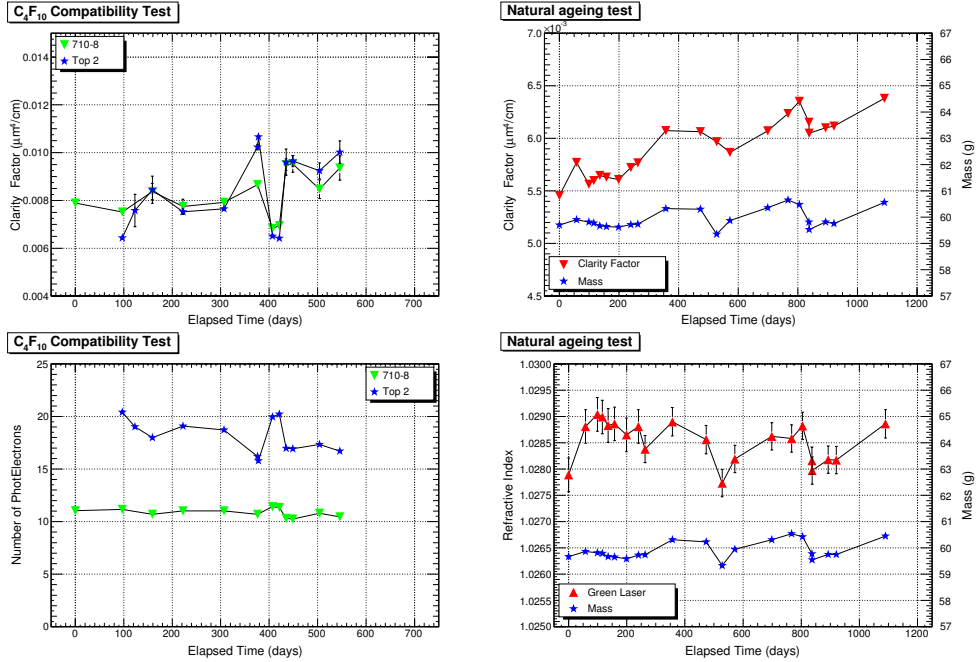 C4F10 Compatibility Test
0.014
0.012
0.010
0.008
0.006
0.004
Clarity Factor (μm⁴/cm)
710-8
Top 2
0 100 200 300 400 500 600 700
Elapsed Time (days)
Natural ageing test
×10⁻³
7.0
6.5
6.0
5.5
5.0
4.5
Clarity Factor (μm⁴/cm)
Clarity Factor
Mass
67
66
65
64
63
62
61
60
59
58
57
Mass (g)
0 200 400 600 800 1000 1200
Elapsed Time (days)
C4F10 Compatibility Test
25
20
15
10
5
0
Number of PhotElectrons
710-8
Top 2
0 100 200 300 400 500 600 700
Elapsed Time (days)
Natural ageing test
1.0300
1.0295
1.0290
1.0285
1.0280
1.0275
1.0270
1.0265
1.0260
1.0255
1.0250
Refractive Index
Green Laser
Mass
67
66
65
64
63
62
61
60
59
58
57
Mass (g)
0 200 400 600 800 1000 1200
Elapsed Time (days)